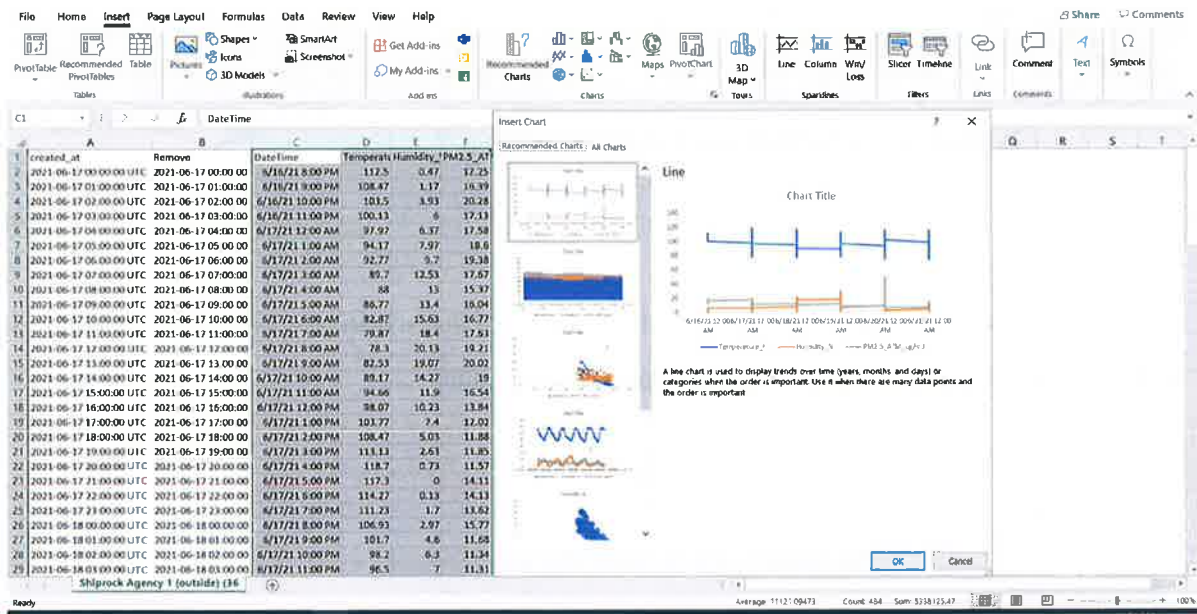 File Home Insert Page Layout Formulas Data Review View Help Share Comments
PivotTable Recommended PivotTables Table
Tables
Pictures Shapes Icons 3D Models SmartArt Screenshot
Illustrations
Get Add-ins My Add-ins
Add-ins
Recommended Charts Maps PivotChart
Charts
3D Map
Tours
Line Column Win/Loss
Sparklines
Slicer Timeline
Filters
Link
Links
Comment
Comments
Text Symbols
C1 fx DateTime
A B C D E F Q R S T
1 created_at Remove DateTime Temperatu Humidity_ PM2.5_AT
2 2021-06-17 00:00:00 UTC 2021-06-17 00:00:00 6/16/21 8:00 PM 112.5 0.47 17.25
3 2021-06-17 01:00:00 UTC 2021-06-17 01:00:00 6/16/21 9:00 PM 108.47 1.17 16.39
4 2021-06-17 02:00:00 UTC 2021-06-17 02:00:00 6/16/21 10:00 PM 103.5 3.93 20.28
5 2021-06-17 03:00:00 UTC 2021-06-17 03:00:00 6/16/21 11:00 PM 100.13 6 17.13
6 2021-06-17 04:00:00 UTC 2021-06-17 04:00:00 6/17/21 12:00 AM 97.97 6.37 17.58
7 2021-06-17 05:00:00 UTC 2021-06-17 05:00:00 6/17/21 1:00 AM 94.17 7.97 18.6
8 2021-06-17 06:00:00 UTC 2021-06-17 06:00:00 6/17/21 2:00 AM 92.77 9.7 19.38
9 2021-06-17 07:00:00 UTC 2021-06-17 07:00:00 6/17/21 3:00 AM 89.7 12.53 17.67
10 2021-06-17 08:00:00 UTC 2021-06-17 08:00:00 6/17/21 4:00 AM 88 13 15.37
11 2021-06-17 09:00:00 UTC 2021-06-17 09:00:00 6/17/21 5:00 AM 86.77 13.4 16.04
12 2021-06-17 10:00:00 UTC 2021-06-17 10:00:00 6/17/21 6:00 AM 82.87 15.63 16.77
13 2021-06-17 11:00:00 UTC 2021-06-17 11:00:00 6/17/21 7:00 AM 79.87 18.4 17.53
14 2021-06-17 12:00:00 UTC 2021-06-17 12:00:00 6/17/21 8:00 AM 78.3 20.13 19.21
15 2021-06-17 13:00:00 UTC 2021-06-17 13:00:00 6/17/21 9:00 AM 82.53 19.07 20.02
16 2021-06-17 14:00:00 UTC 2021-06-17 14:00:00 6/17/21 10:00 AM 89.17 14.27 19
17 2021-06-17 15:00:00 UTC 2021-06-17 15:00:00 6/17/21 11:00 AM 94.66 11.9 16.54
18 2021-06-17 16:00:00 UTC 2021-06-17 16:00:00 6/17/21 12:00 PM 98.07 10.23 13.84
19 2021-06-17 17:00:00 UTC 2021-06-17 17:00:00 6/17/21 1:00 PM 103.77 7.4 12.02
20 2021-06-17 18:00:00 UTC 2021-06-17 18:00:00 6/17/21 2:00 PM 108.47 5.03 11.88
21 2021-06-17 19:00:00 UTC 2021-06-17 19:00:00 6/17/21 3:00 PM 113.13 2.63 11.85
22 2021-06-17 20:00:00 UTC 2021-06-17 20:00:00 6/17/21 4:00 PM 118.7 0.73 11.57
23 2021-06-17 21:00:00 UTC 2021-06-17 21:00:00 6/17/21 5:00 PM 117.3 0 14.11
24 2021-06-17 22:00:00 UTC 2021-06-17 22:00:00 6/17/21 6:00 PM 114.27 0.13 14.13
25 2021-06-17 23:00:00 UTC 2021-06-17 23:00:00 6/17/21 7:00 PM 111.23 1.7 13.62
26 2021-06-18 00:00:00 UTC 2021-06-18 00:00:00 6/17/21 8:00 PM 106.93 2.97 15.77
27 2021-06-18 01:00:00 UTC 2021-06-18 01:00:00 6/17/21 9:00 PM 101.7 4.6 11.68
28 2021-06-18 02:00:00 UTC 2021-06-18 02:00:00 6/17/21 10:00 PM 98.2 6.3 11.34
29 2021-06-18 03:00:00 UTC 2021-06-18 03:00:00 6/17/21 11:00 PM 96.5 7 11.31
Insert Chart ? ×
Recommended Charts All Charts
Line
Chart Title
A line chart is used to display trends over time (years, months, and days) or
categories when the order is important. Use it when there are many data points and
the order is important.
OK Cancel
Shiprock Agency 1 (outside) (36
Ready Average: 1112109473 Count: 484 Sum: 5338125.47 100%